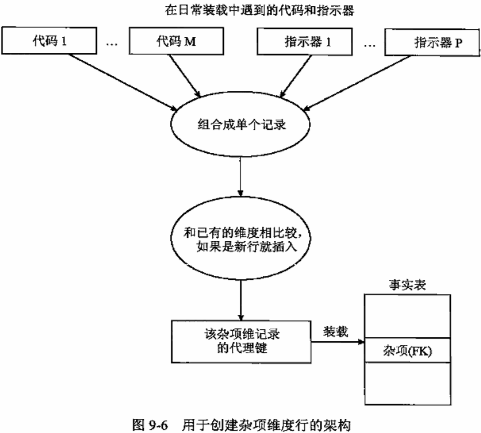 在日常装载中遇到的代码和指示器
代码 1 … 代码 M 指示器 1 … 指示器 P
组合成单个记录
和已有的维度相比较，
如果是新行就插入
事实表
该杂项维记录
的代理键
装载
杂项(FK)
图 9-6 用于创建杂项维度行的架构